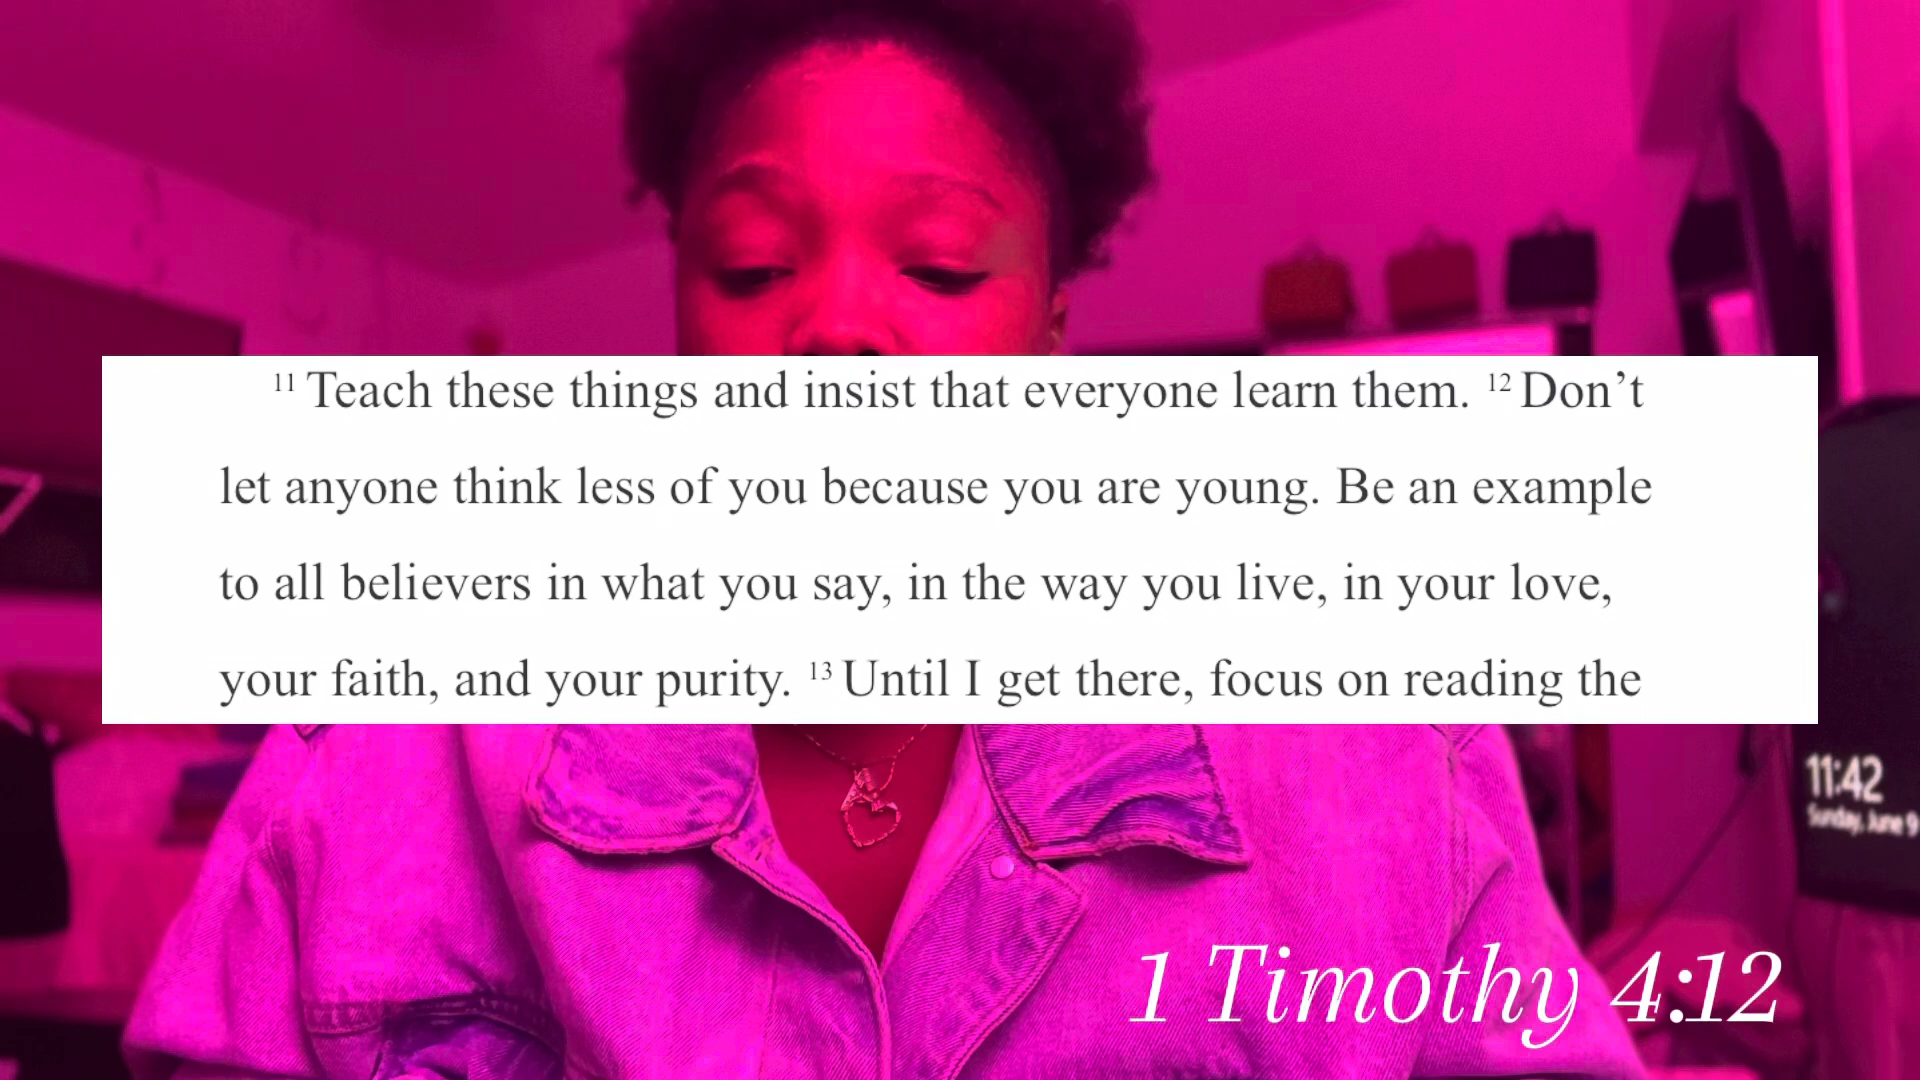 11 Teach these things and insist that everyone learn them. 12 Don’t
let anyone think less of you because you are young. Be an example
to all believers in what you say, in the way you live, in your love,
your faith, and your purity. 13 Until I get there, focus on reading the
11:42
Sunday, June 9
1 Timothy 4:12